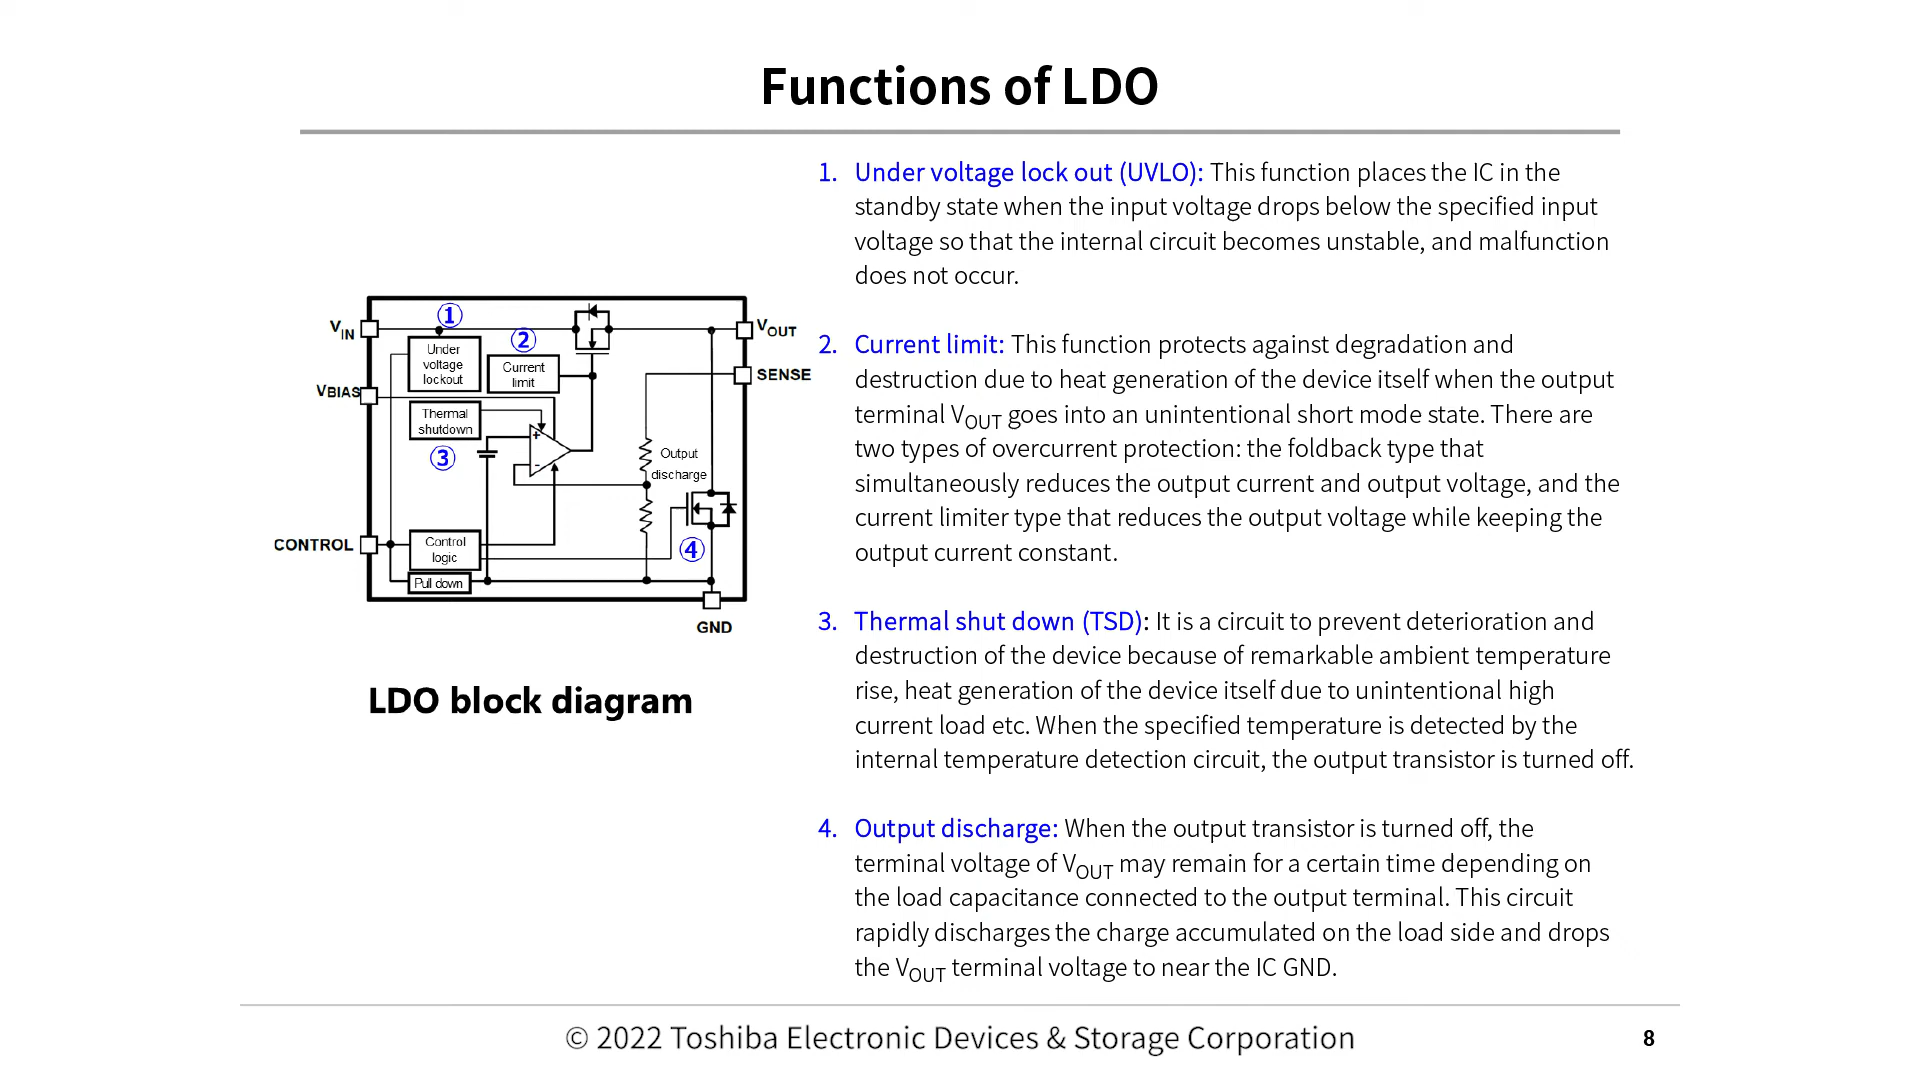 Functions of LDO
V_IN
V_BIAS
CONTROL
①
Under
voltage
lockout
②
Current
limit
Thermal
shutdown
③
+
-
Output
discharge
Control
logic
Pull down
④
V_OUT
SENSE
GND
LDO block diagram
1. Under voltage lock out (UVLO): This function places the IC in the
standby state when the input voltage drops below the specified input
voltage so that the internal circuit becomes unstable, and malfunction
does not occur.
2. Current limit: This function protects against degradation and
destruction due to heat generation of the device itself when the output
terminal V_OUT goes into an unintentional short mode state. There are
two types of overcurrent protection: the foldback type that
simultaneously reduces the output current and output voltage, and the
current limiter type that reduces the output voltage while keeping the
output current constant.
3. Thermal shut down (TSD): It is a circuit to prevent deterioration and
destruction of the device because of remarkable ambient temperature
rise, heat generation of the device itself due to unintentional high
current load etc. When the specified temperature is detected by the
internal temperature detection circuit, the output transistor is turned off.
4. Output discharge: When the output transistor is turned off, the
terminal voltage of V_OUT may remain for a certain time depending on
the load capacitance connected to the output terminal. This circuit
rapidly discharges the charge accumulated on the load side and drops
the V_OUT terminal voltage to near the IC GND.
© 2022 Toshiba Electronic Devices & Storage Corporation
8